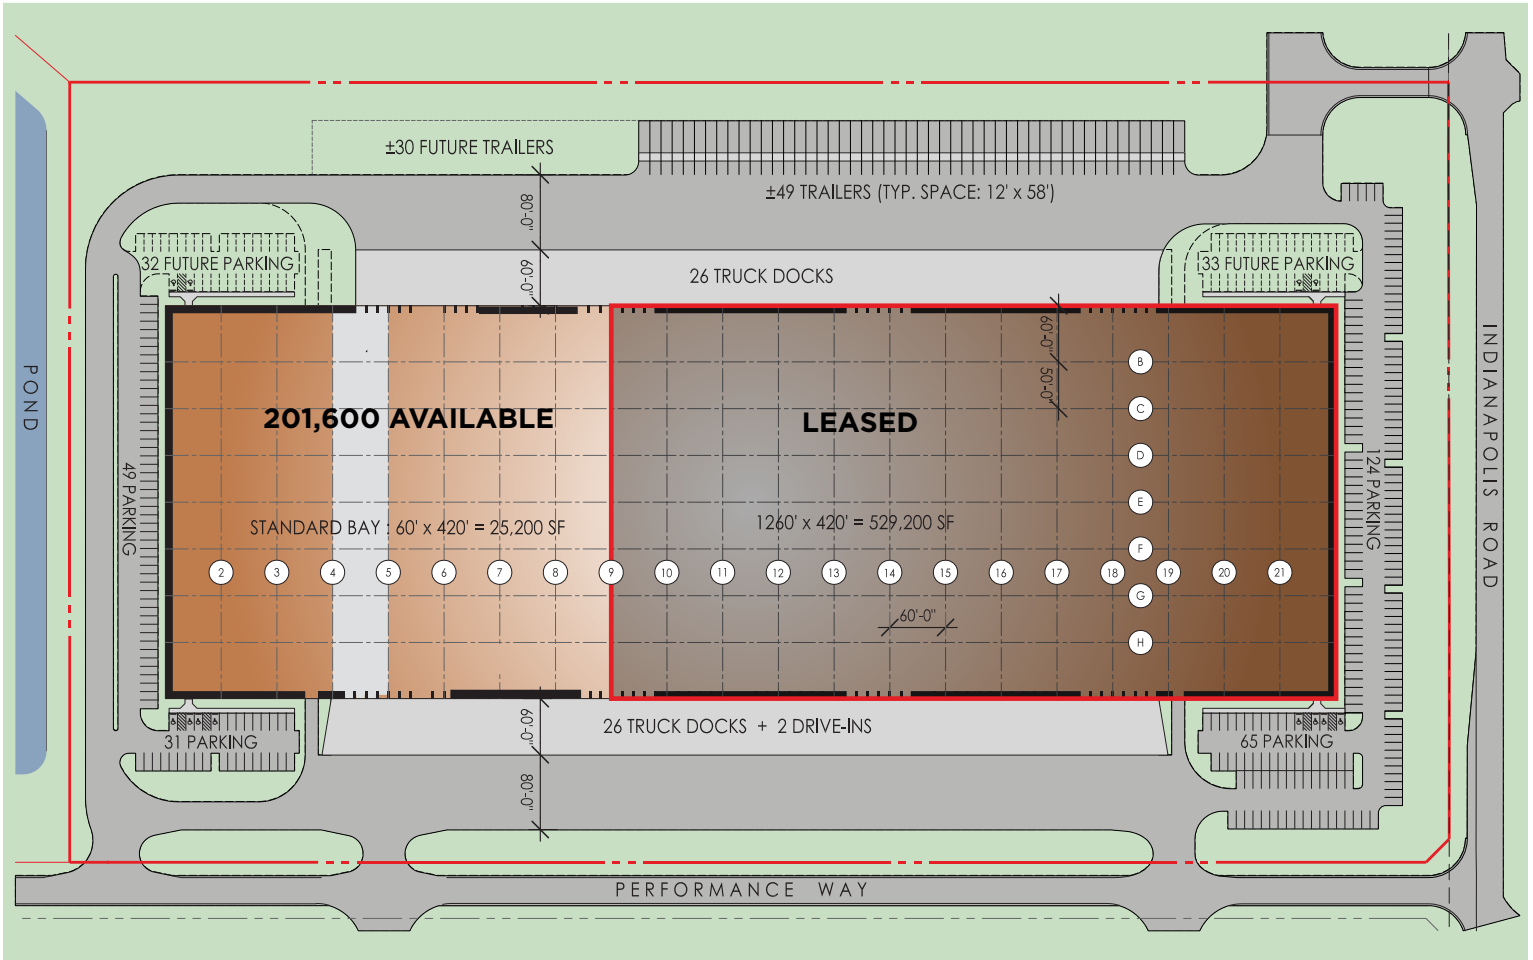 ±30 FUTURE TRAILERS
±49 TRAILERS (TYP. SPACE: 12' x 58')
80'-0"
32 FUTURE PARKING
60'-0"
26 TRUCK DOCKS
33 FUTURE PARKING
60'-0"
50'-0"
B
C
D
E
F
G
H
POND
201,600 AVAILABLE
LEASED
INDIANAPOLIS ROAD
49 PARKING
124 PARKING
STANDARD BAY : 60' x 420' = 25,200 SF
1260' x 420' = 529,200 SF
2 3 4 5 6 7 8 9 10 11 12 13 14 15 16 17 18 19 20 21
60'-0"
60'-0"
26 TRUCK DOCKS + 2 DRIVE-INS
31 PARKING
65 PARKING
80'-0"
PERFORMANCE WAY